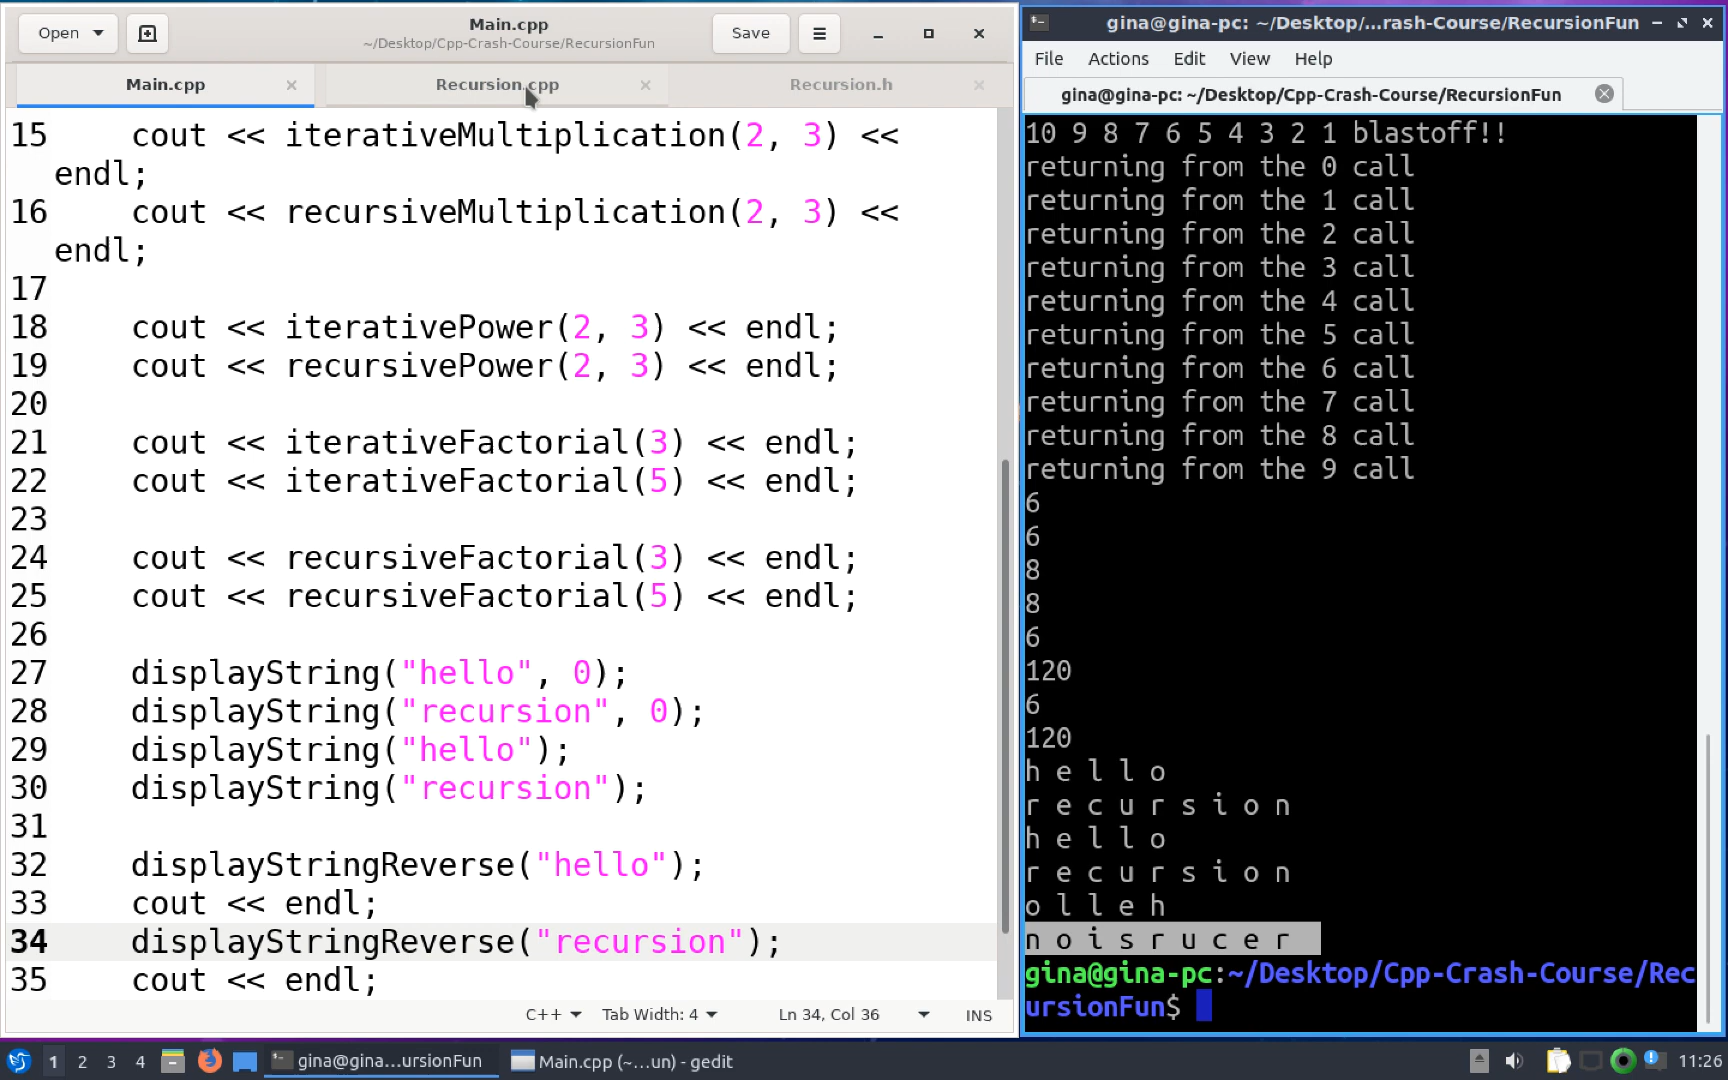 Open
Main.cpp
~/Desktop/Cpp-Crash-Course/RecursionFun
Save
Main.cpp
Recursion.cpp
Recursion.h
15 cout << iterativeMultiplication(2, 3) <<
endl;
16 cout << recursiveMultiplication(2, 3) <<
endl;
17
18 cout << iterativePower(2, 3) << endl;
19 cout << recursivePower(2, 3) << endl;
20
21 cout << iterativeFactorial(3) << endl;
22 cout << iterativeFactorial(5) << endl;
23
24 cout << recursiveFactorial(3) << endl;
25 cout << recursiveFactorial(5) << endl;
26
27 displayString("hello", 0);
28 displayString("recursion", 0);
29 displayString("hello");
30 displayString("recursion");
31
32 displayStringReverse("hello");
33 cout << endl;
34 displayStringReverse("recursion");
35 cout << endl;
C++ Tab Width: 4 Ln 34, Col 36 INS
gina@gina-pc: ~/Desktop/...rash-Course/RecursionFun
File Actions Edit View Help
gina@gina-pc: ~/Desktop/Cpp-Crash-Course/RecursionFun
10 9 8 7 6 5 4 3 2 1 blastoff!!
returning from the 0 call
returning from the 1 call
returning from the 2 call
returning from the 3 call
returning from the 4 call
returning from the 5 call
returning from the 6 call
returning from the 7 call
returning from the 8 call
returning from the 9 call
6
6
8
8
6
120
6
120
h e l l o
r e c u r s i o n
h e l l o
r e c u r s i o n
o l l e h
n o i s r u c e r
gina@gina-pc:~/Desktop/Cpp-Crash-Course/Rec
ursionFun$
1 2 3 4 gina@gina...ursionFun Main.cpp (~...un) - gedit 11:26